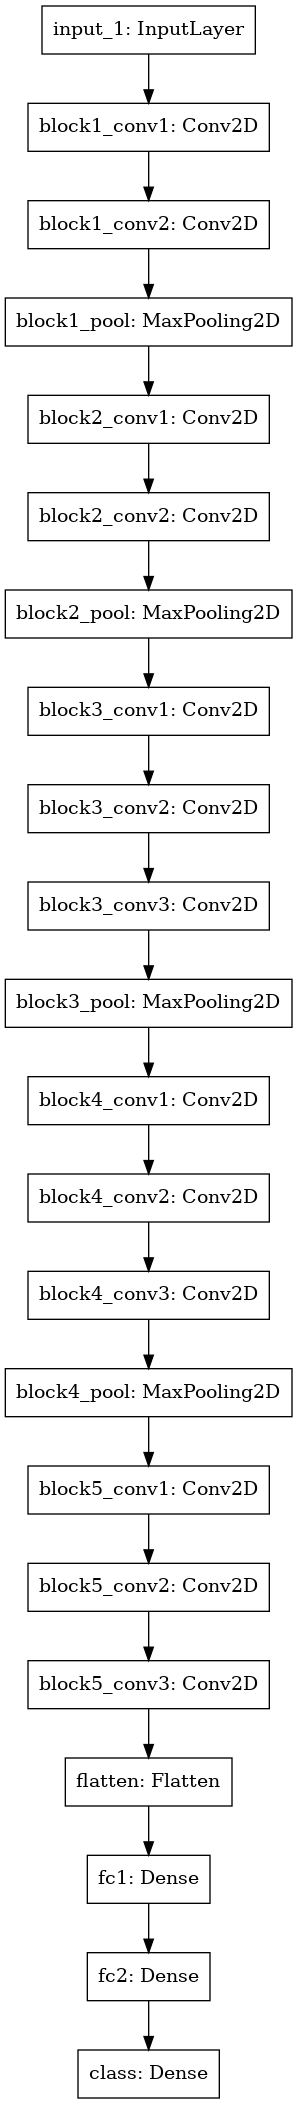 input_1: InputLayer
block1_conv1: Conv2D
block1_conv2: Conv2D
block1_pool: MaxPooling2D
block2_conv1: Conv2D
block2_conv2: Conv2D
block2_pool: MaxPooling2D
block3_conv1: Conv2D
block3_conv2: Conv2D
block3_conv3: Conv2D
block3_pool: MaxPooling2D
block4_conv1: Conv2D
block4_conv2: Conv2D
block4_conv3: Conv2D
block4_pool: MaxPooling2D
block5_conv1: Conv2D
block5_conv2: Conv2D
block5_conv3: Conv2D
flatten: Flatten
fc1: Dense
fc2: Dense
class: Dense